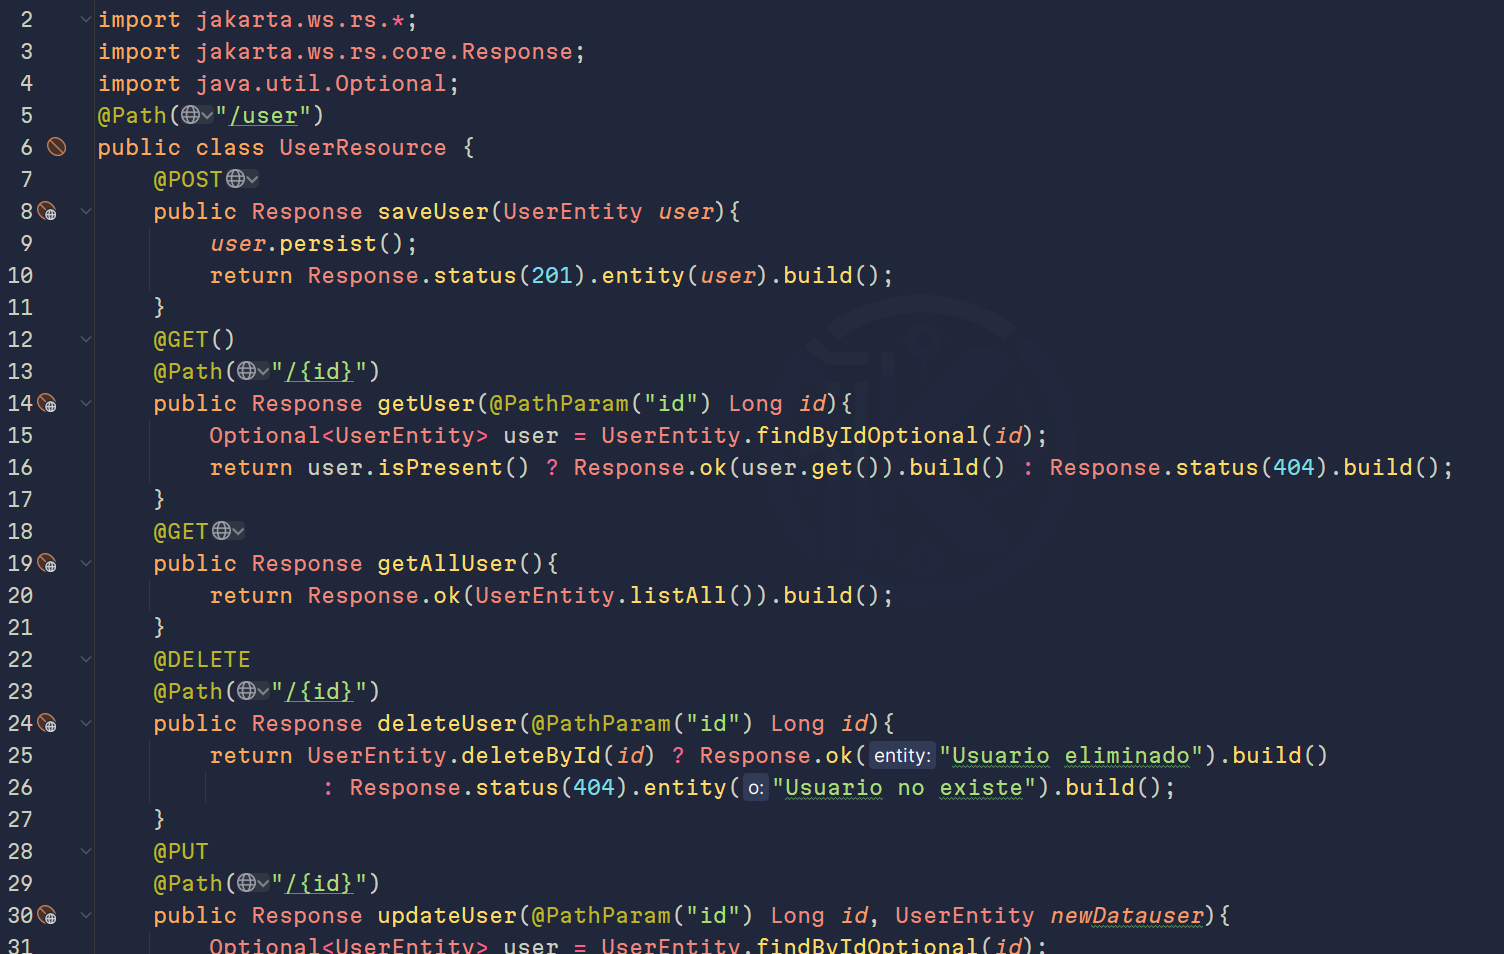 2 import jakarta.ws.rs.*;
3 import jakarta.ws.rs.core.Response;
4 import java.util.Optional;
5 @Path("/user")
6 public class UserResource {
7 @POST
8 public Response saveUser(UserEntity user){
9 user.persist();
10 return Response.status(201).entity(user).build();
11 }
12 @GET()
13 @Path("/{id}")
14 public Response getUser(@PathParam("id") Long id){
15 Optional<UserEntity> user = UserEntity.findByIdOptional(id);
16 return user.isPresent() ? Response.ok(user.get()).build() : Response.status(404).build();
17 }
18 @GET
19 public Response getAllUser(){
20 return Response.ok(UserEntity.listAll()).build();
21 }
22 @DELETE
23 @Path("/{id}")
24 public Response deleteUser(@PathParam("id") Long id){
25 return UserEntity.deleteById(id) ? Response.ok(entity: "Usuario eliminado").build()
26 : Response.status(404).entity(o: "Usuario no existe").build();
27 }
28 @PUT
29 @Path("/{id}")
30 public Response updateUser(@PathParam("id") Long id, UserEntity newDatauser){
31 Optional<UserEntity> user = UserEntity.findByIdOptional(id);